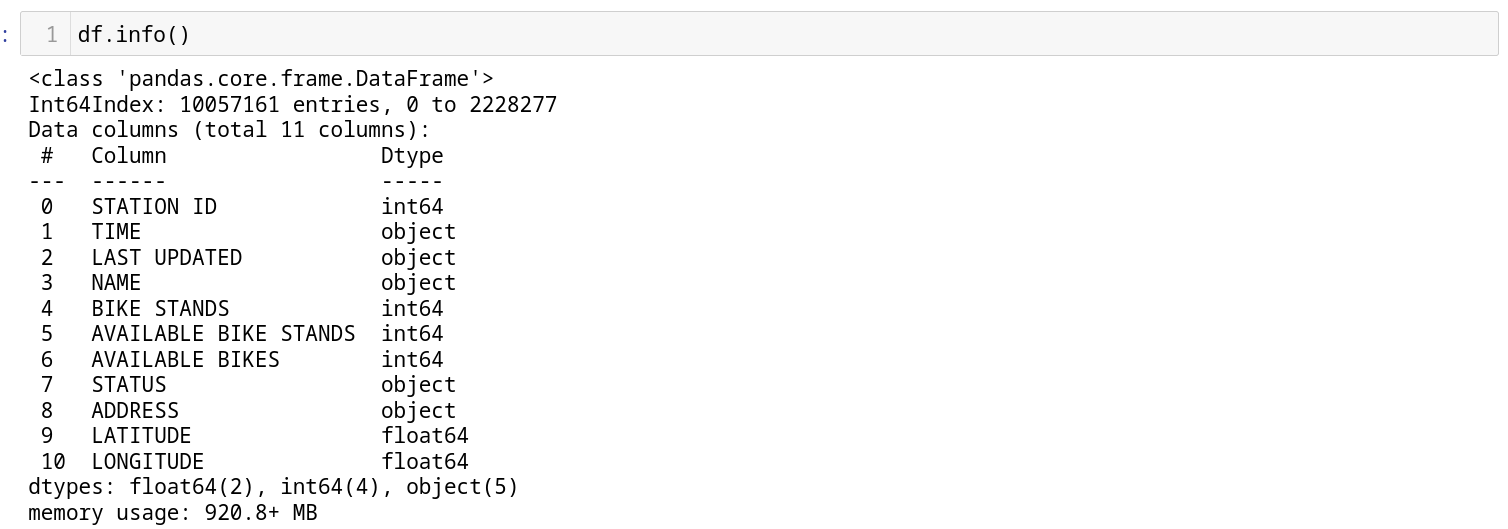 : 1 df.info()
<class 'pandas.core.frame.DataFrame'>
Int64Index: 10057161 entries, 0 to 2228277
Data columns (total 11 columns):
 #   Column                 Dtype
---  ------                 -----
 0   STATION ID             int64
 1   TIME                   object
 2   LAST UPDATED           object
 3   NAME                   object
 4   BIKE STANDS            int64
 5   AVAILABLE BIKE STANDS  int64
 6   AVAILABLE BIKES        int64
 7   STATUS                 object
 8   ADDRESS                object
 9   LATITUDE               float64
 10  LONGITUDE              float64
dtypes: float64(2), int64(4), object(5)
memory usage: 920.8+ MB